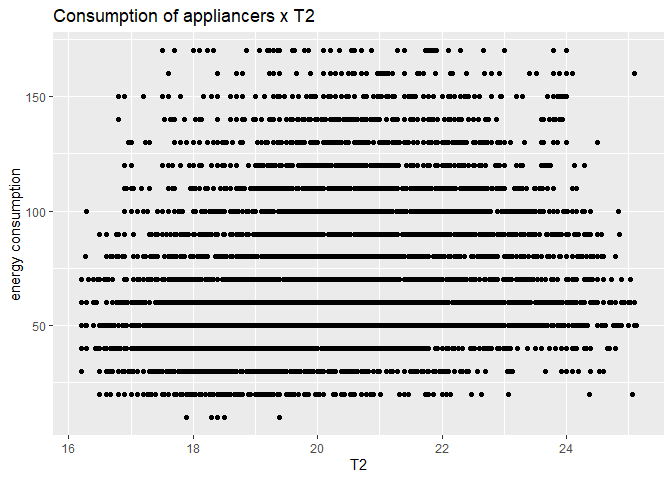 Consumption of appliancers x T2
energy consumption
150
100
50
16 18 20 22 24
T2